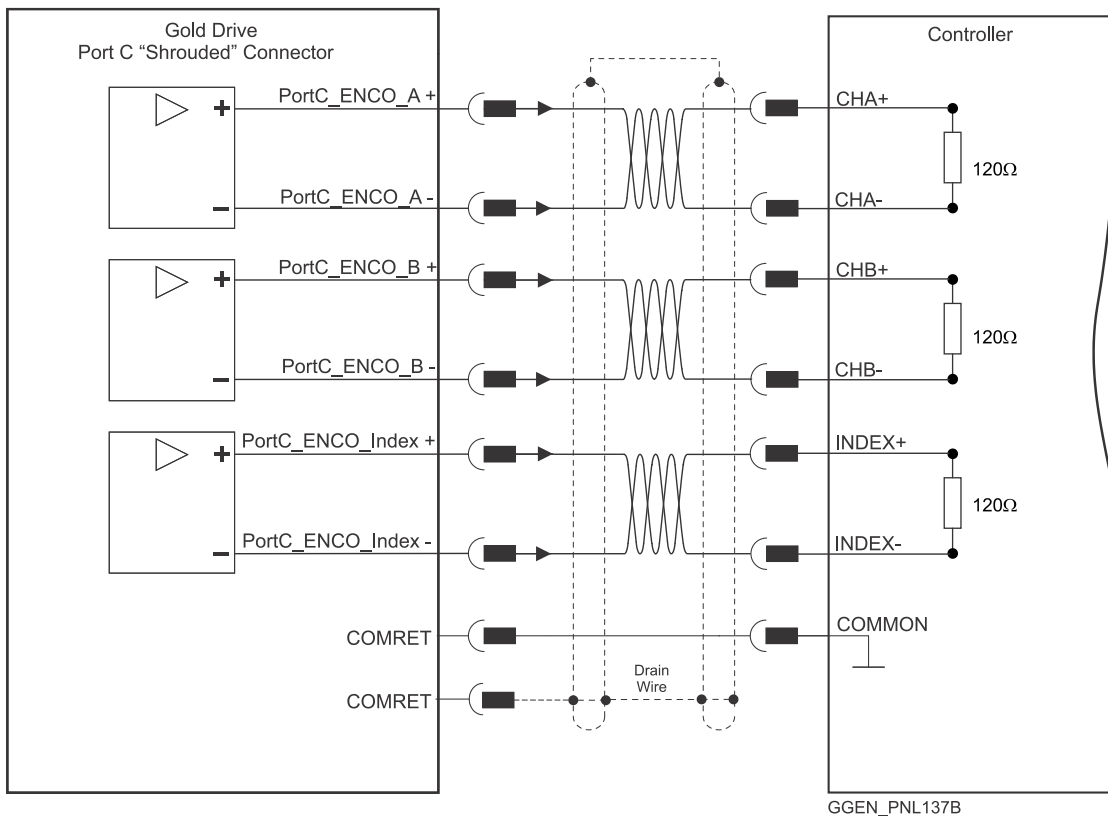 Gold Drive
Port C “Shrouded” Connector
Controller
+
PortC_ENCO_A +
CHA+
120Ω
−
PortC_ENCO_A -
CHA-
+
PortC_ENCO_B +
CHB+
120Ω
−
PortC_ENCO_B -
CHB-
+
PortC_ENCO_Index +
INDEX+
120Ω
−
PortC_ENCO_Index -
INDEX-
COMRET
COMMON
COMRET
Drain
Wire
GGEN_PNL137B